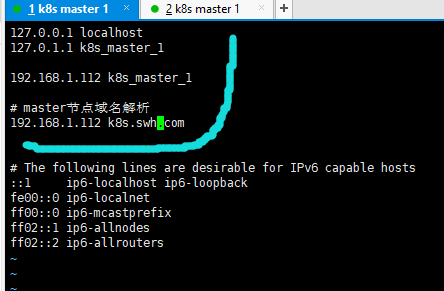 1 k8s master 1
2 k8s master 1
127.0.0.1 localhost
127.0.1.1 k8s_master_1
192.168.1.112 k8s_master_1
# master节点域名解析
192.168.1.112 k8s.swh.com
# The following lines are desirable for IPv6 capable hosts
::1 ip6-localhost ip6-loopback
fe00::0 ip6-localnet
ff00::0 ip6-mcastprefix
ff02::1 ip6-allnodes
ff02::2 ip6-allrouters
~
~
~